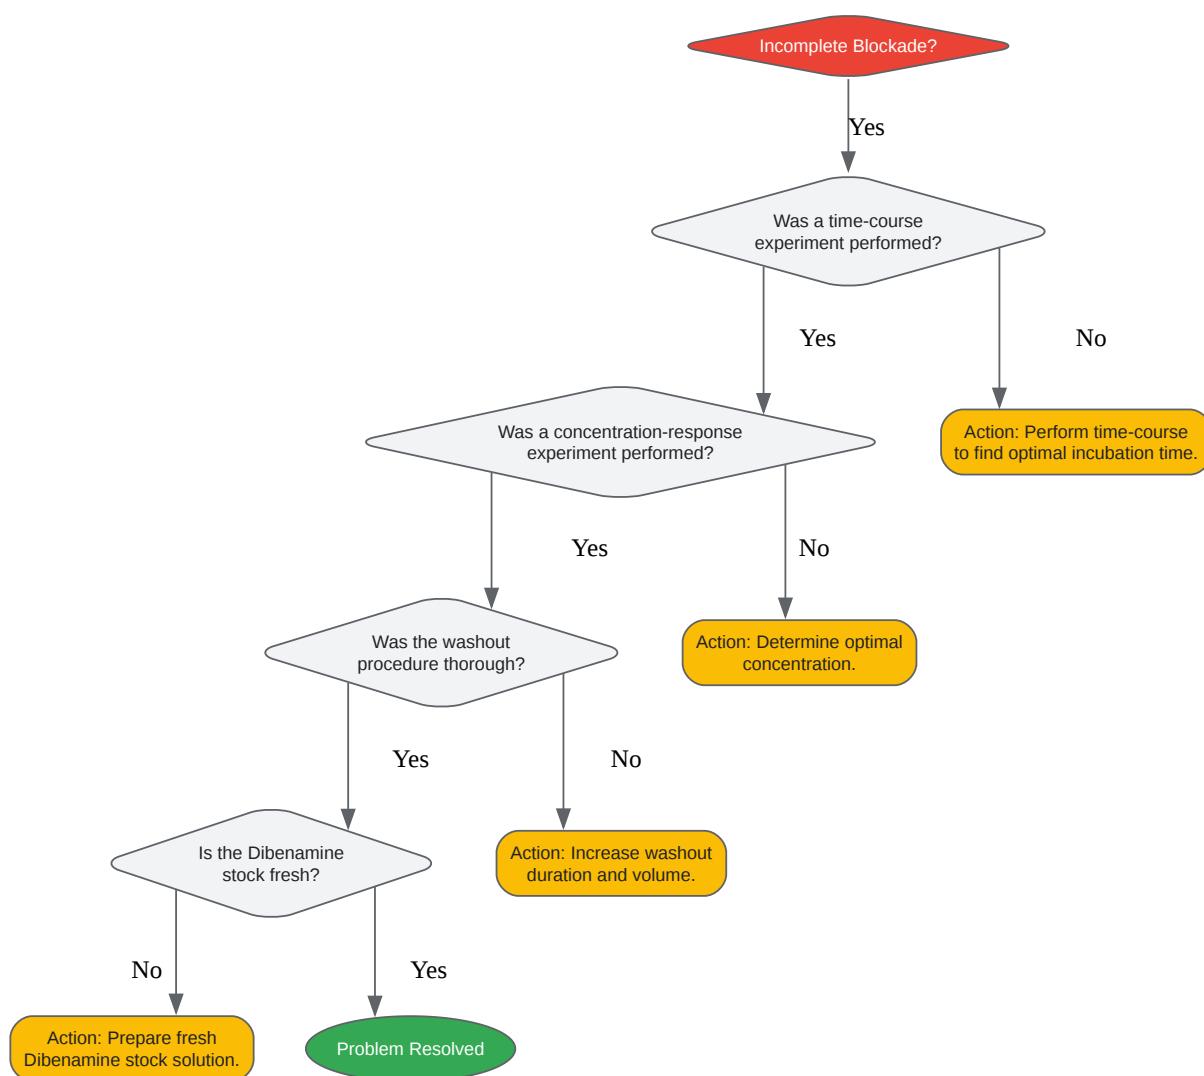 Incomplete Blockade?
Yes
Was a time-course
experiment performed?
Yes
No
Was a concentration-response
experiment performed?
Action: Perform time-course
to find optimal incubation time.
Yes
No
Was the washout
procedure thorough?
Action: Determine optimal
concentration.
Yes
No
Is the Dibenamine
stock fresh?
Action: Increase washout
duration and volume.
No
Yes
Action: Prepare fresh
Dibenamine stock solution.
Problem Resolved